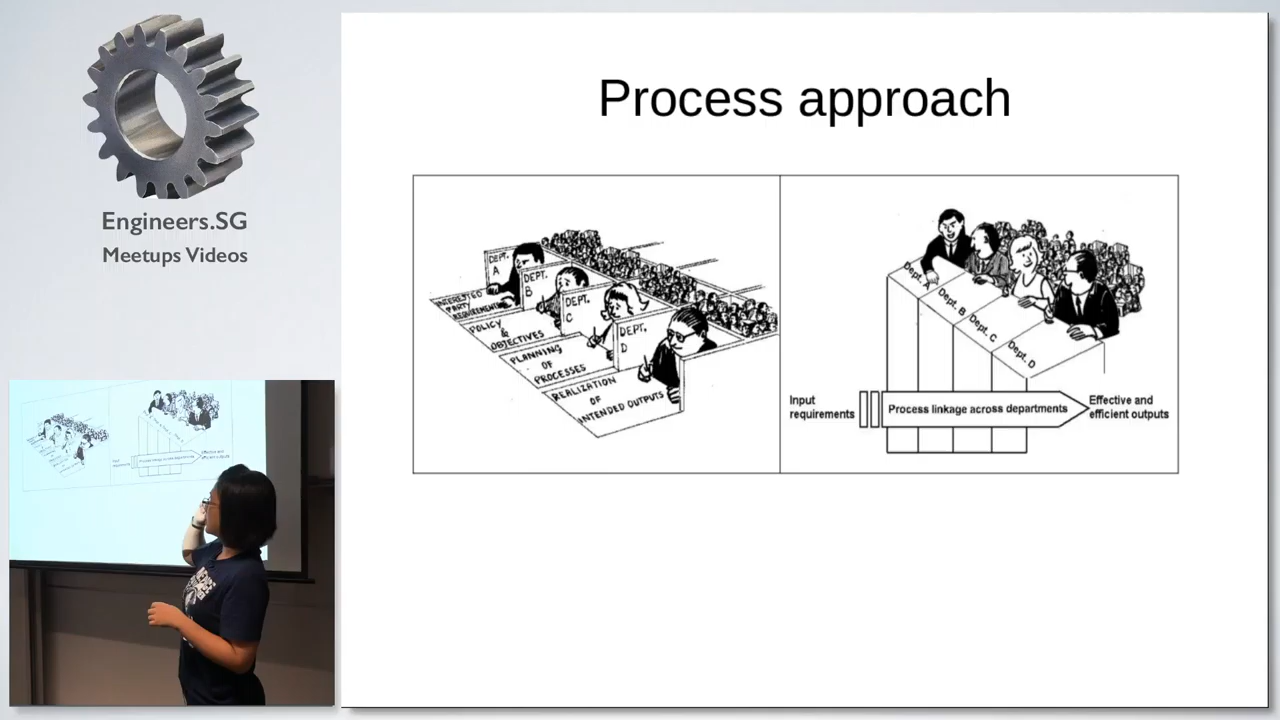 Engineers.SG
Meetups Videos
Process approach
DEPT.
A
DEPT.
B
DEPT.
C
DEPT.
D
INTERESTED
PARTY
REQUIREMENTS
POLICY
&
OBJECTIVES
PLANNING
OF
PROCESSES
REALIZATION
OF
INTENDED OUTPUTS
Dept. A
Dept. B
Dept. C
Dept. D
Input
requirements
Process linkage across departments
Effective and
efficient outputs